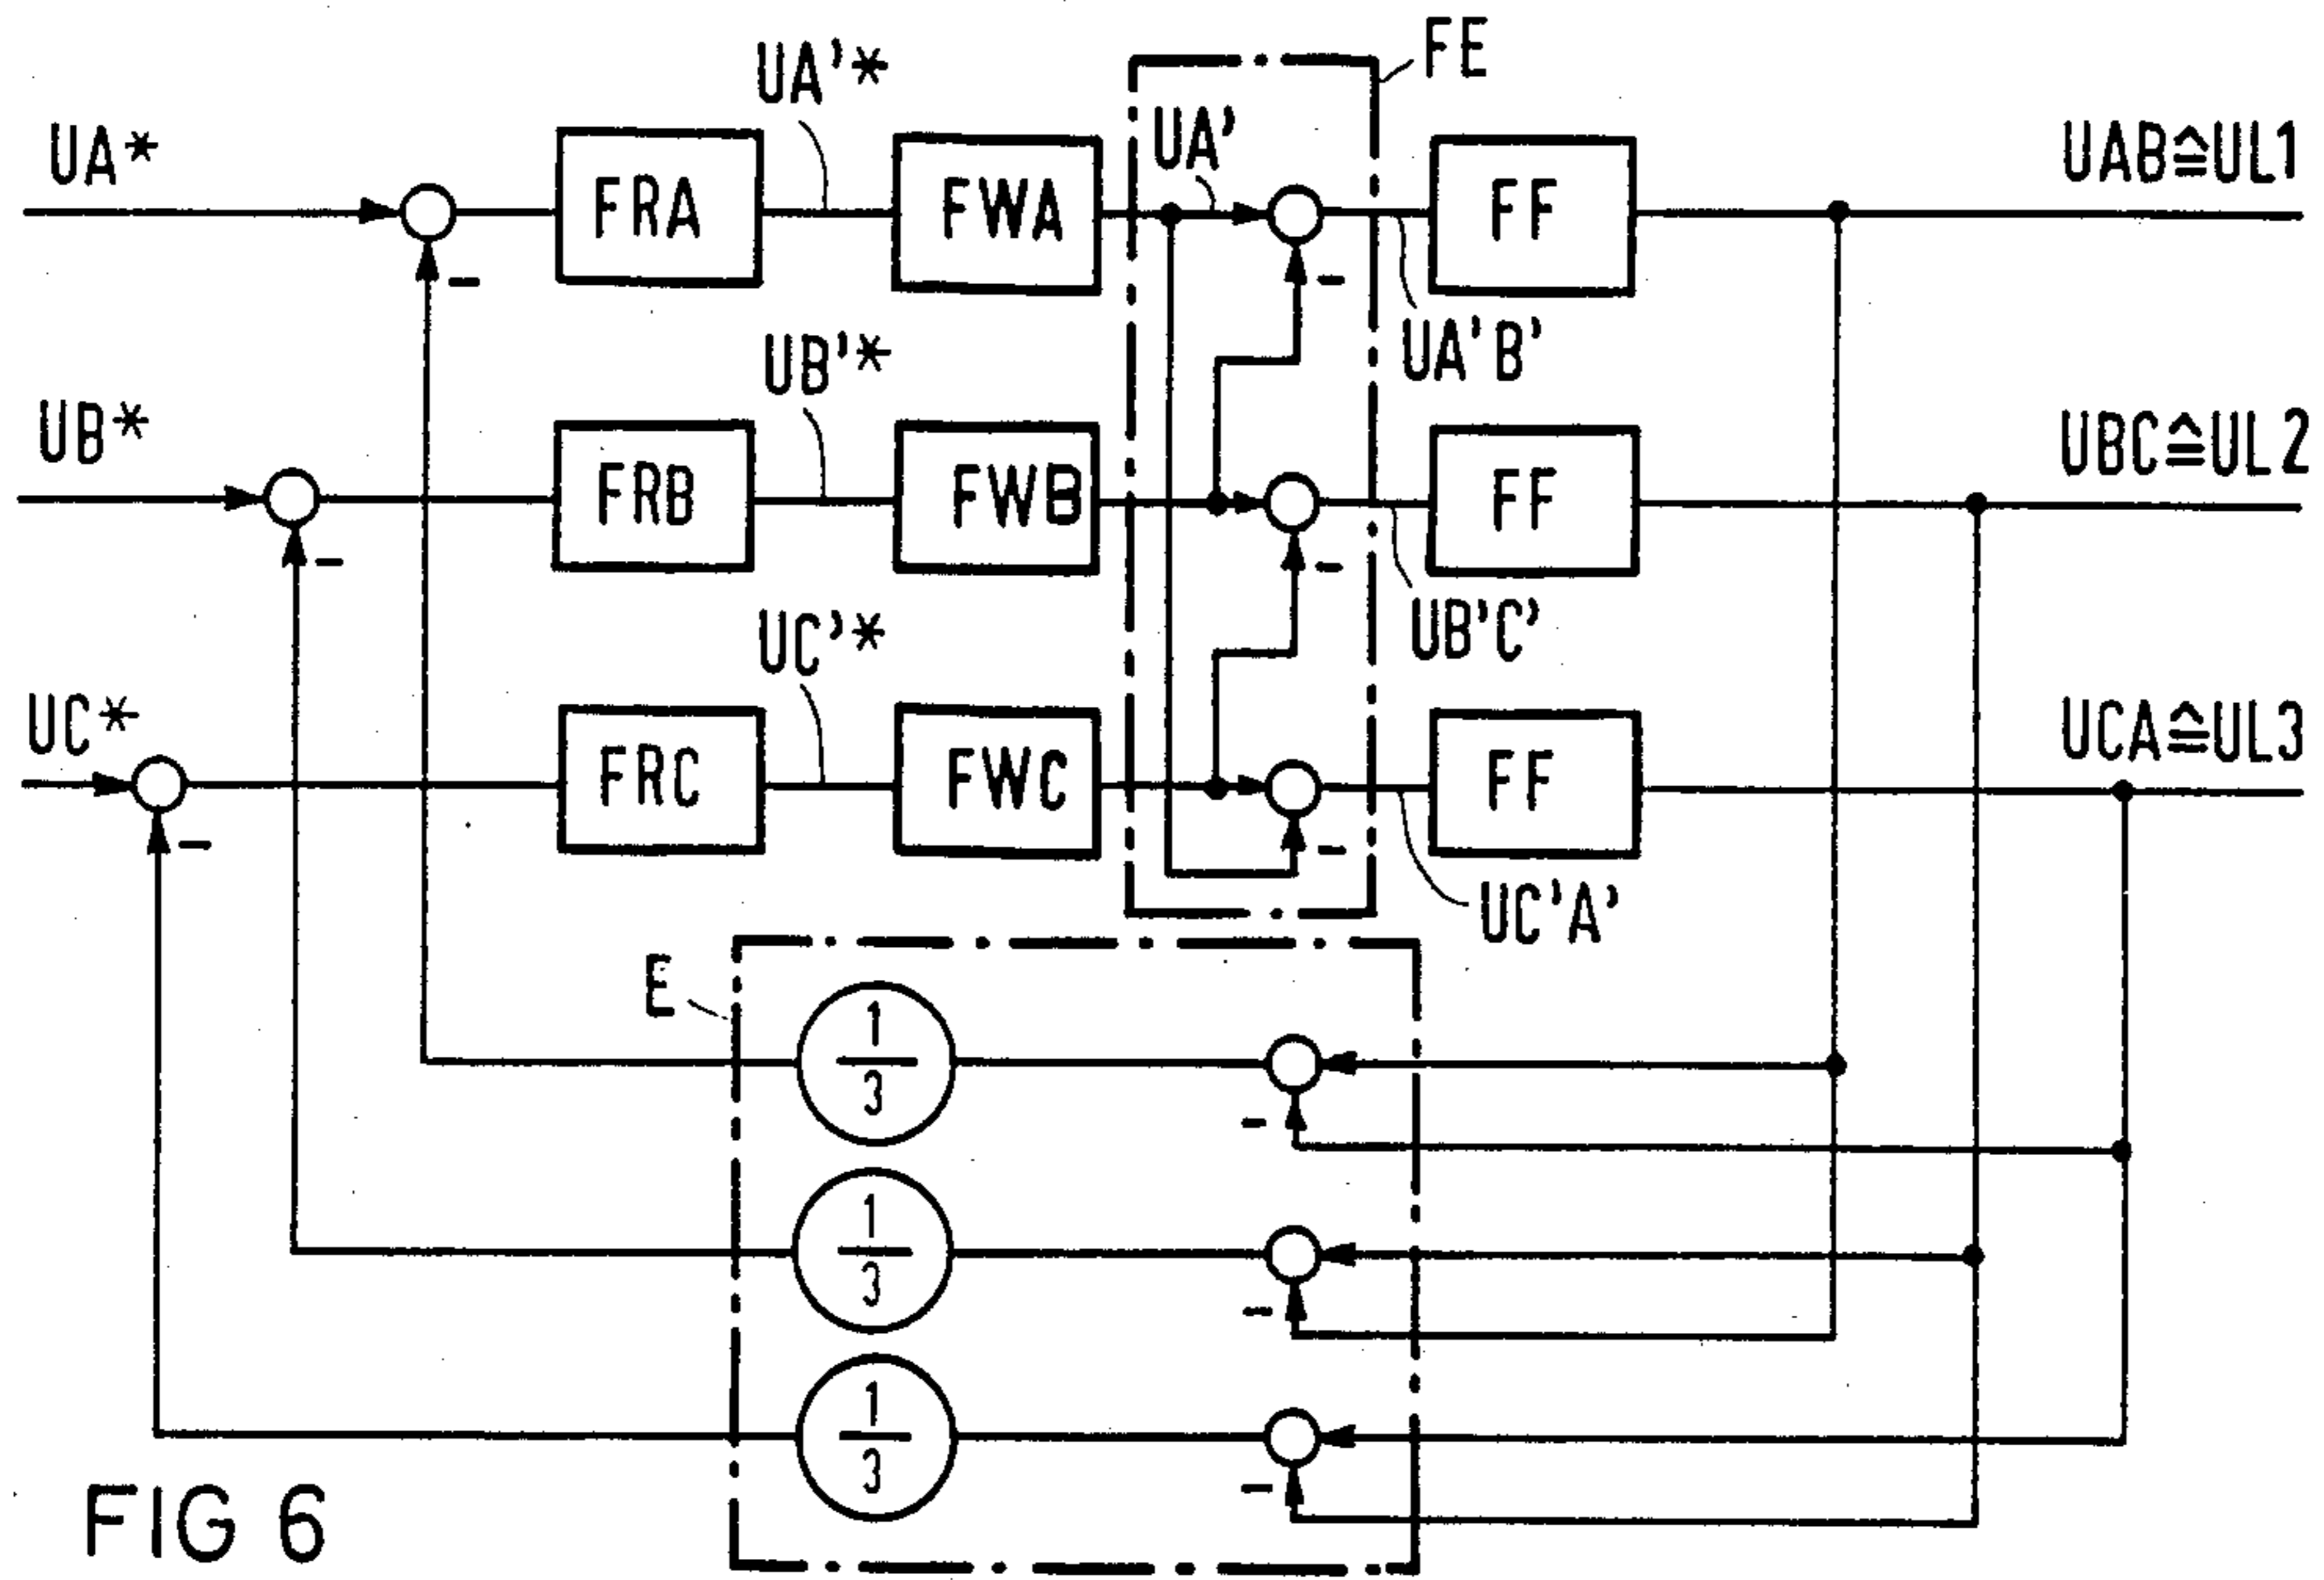 FE
UA'*
UA'
UA*
FRA
FWA
FF
UAB≙UL1
-
-
UA'B'
UB'*
UB*
FRB
FWB
FF
UBC≙UL2
-
-
UB'C'
UC'*
UC*
FRC
FWC
FF
UCA≙UL3
-
-
UC'A'
E
1
3
-
1
3
-
1
3
-
FIG 6